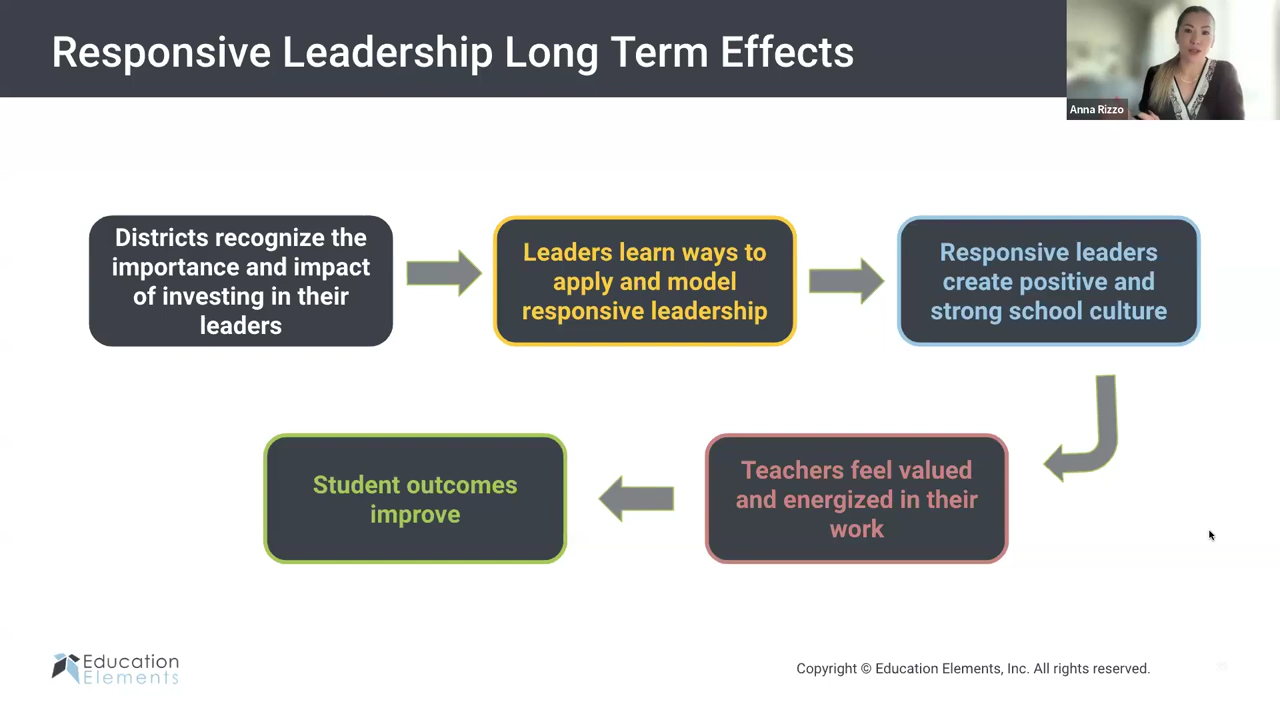 Responsive Leadership Long Term Effects
Anna Rizzo
Districts recognize the
importance and impact
of investing in their
leaders
Leaders learn ways to
apply and model
responsive leadership
Responsive leaders
create positive and
strong school culture
Teachers feel valued
and energized in their
work
Student outcomes
improve
Education
Elements
Copyright © Education Elements, Inc. All rights reserved.